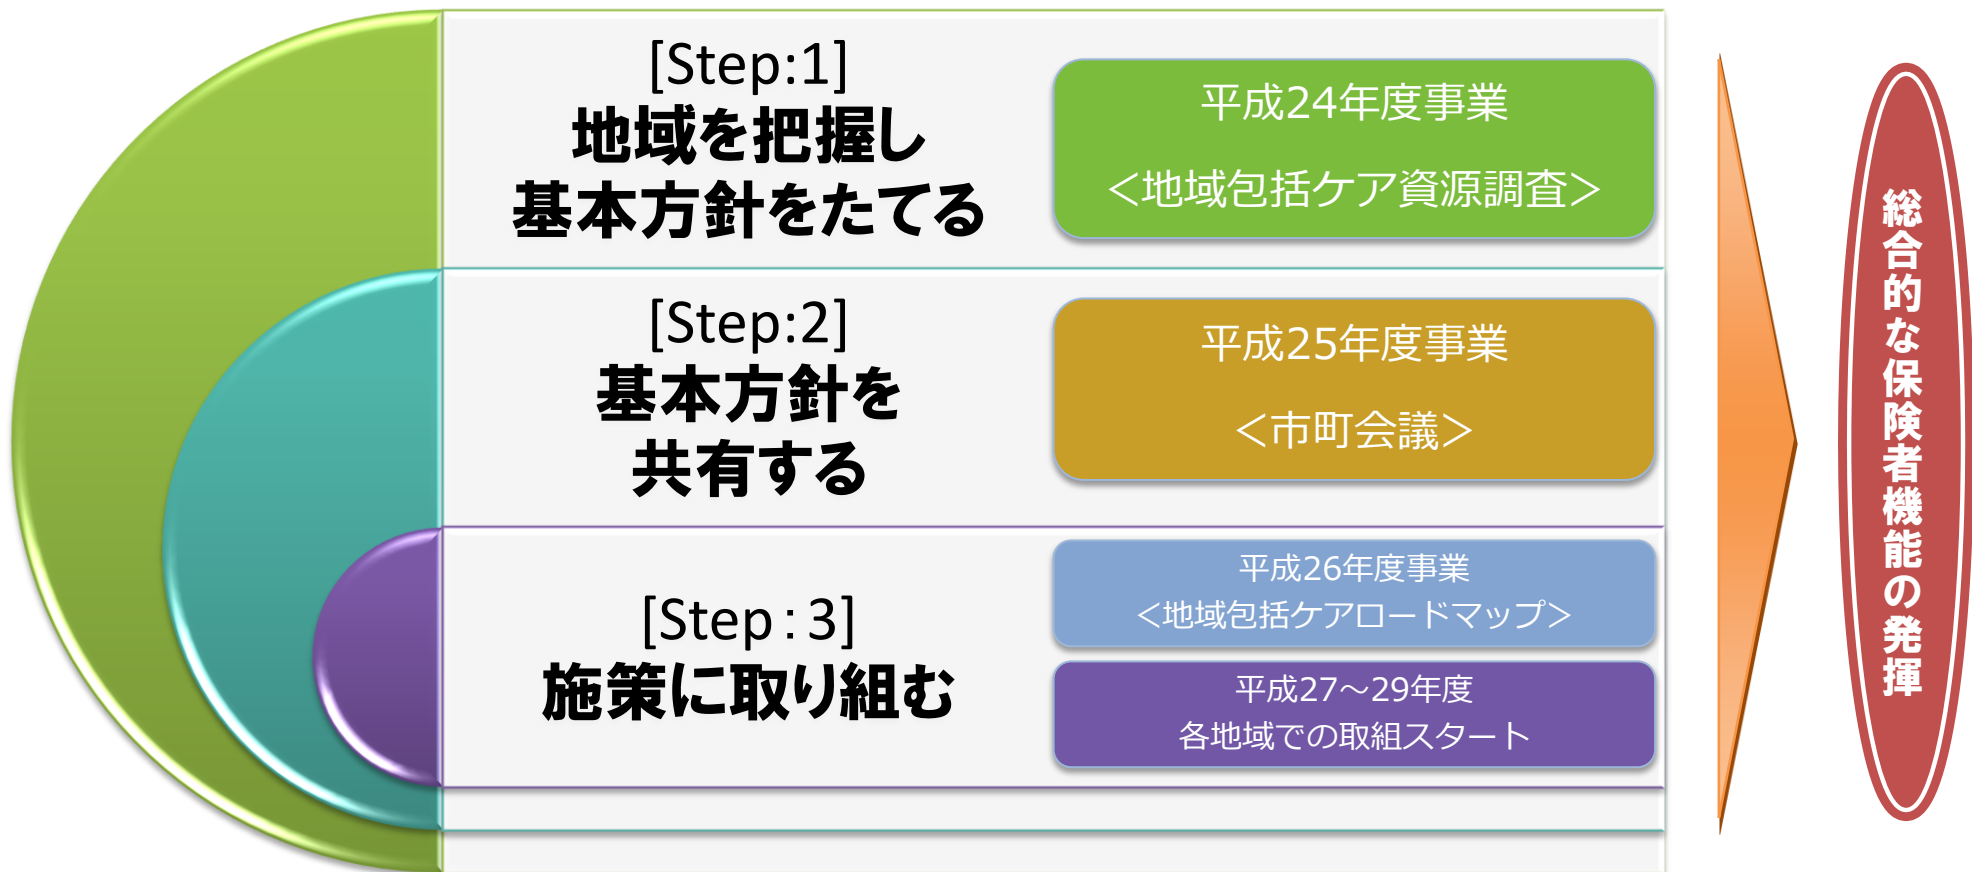 [Step:1]
地域を把握し
基本方針をたてる
平成24年度事業
＜地域包括ケア資源調査＞
[Step:2]
基本方針を
共有する
平成25年度事業
＜市町会議＞
[Step：3]
施策に取り組む
平成26年度事業
＜地域包括ケアロードマップ＞
平成27～29年度
各地域での取組スタート
総合的な保険者機能の発揮